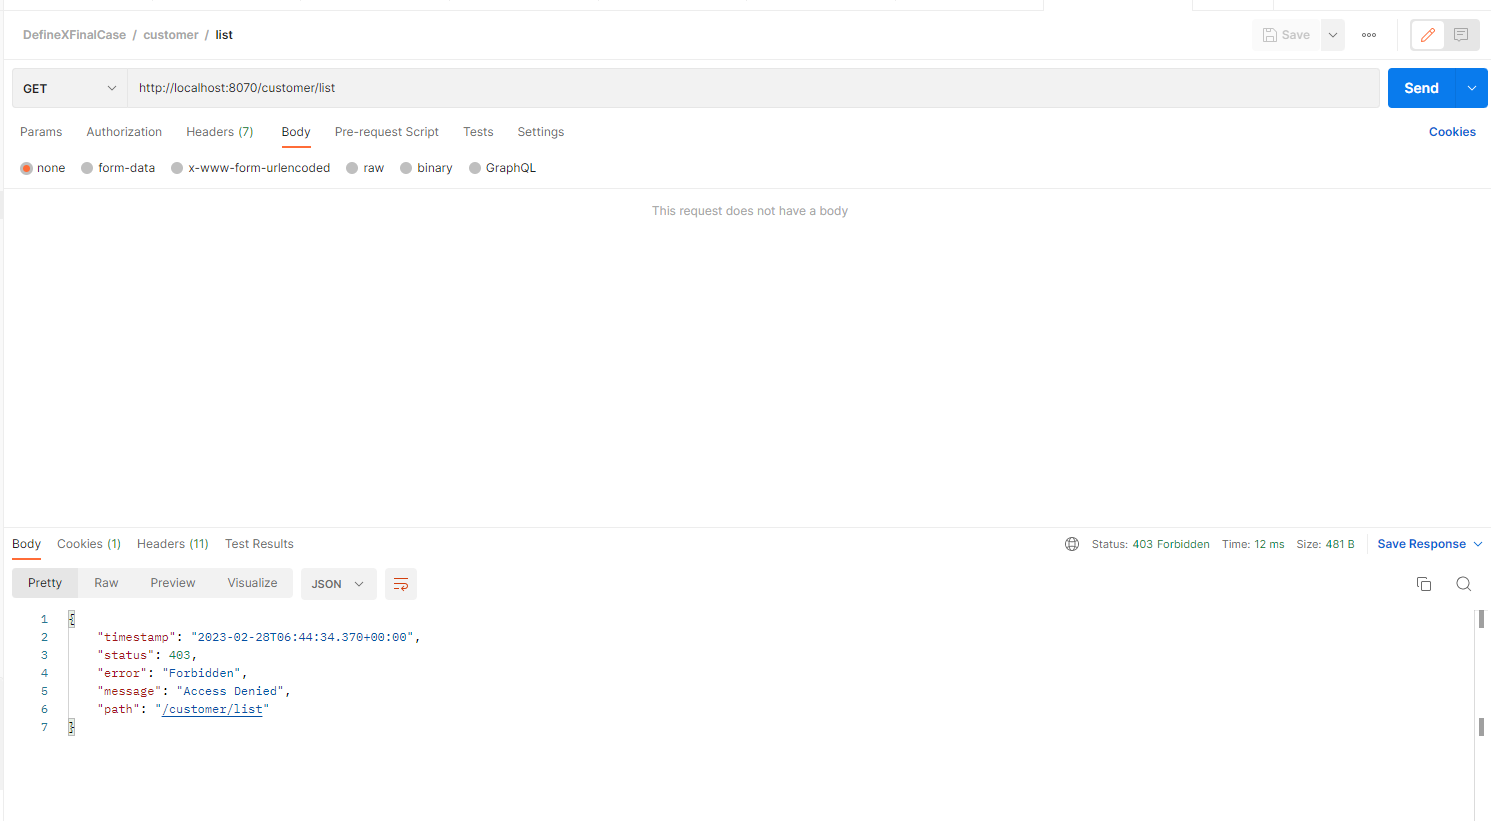 DefineXFinalCase / customer / list
Save
GET http://localhost:8070/customer/list Send
Params Authorization Headers (7) Body Pre-request Script Tests Settings Cookies
none form-data x-www-form-urlencoded raw binary GraphQL
This request does not have a body
Body Cookies (1) Headers (11) Test Results Status: 403 Forbidden Time: 12 ms Size: 481 B Save Response
Pretty Raw Preview Visualize JSON
1 {
2 "timestamp": "2023-02-28T06:44:34.370+00:00",
3 "status": 403,
4 "error": "Forbidden",
5 "message": "Access Denied",
6 "path": "/customer/list"
7 }